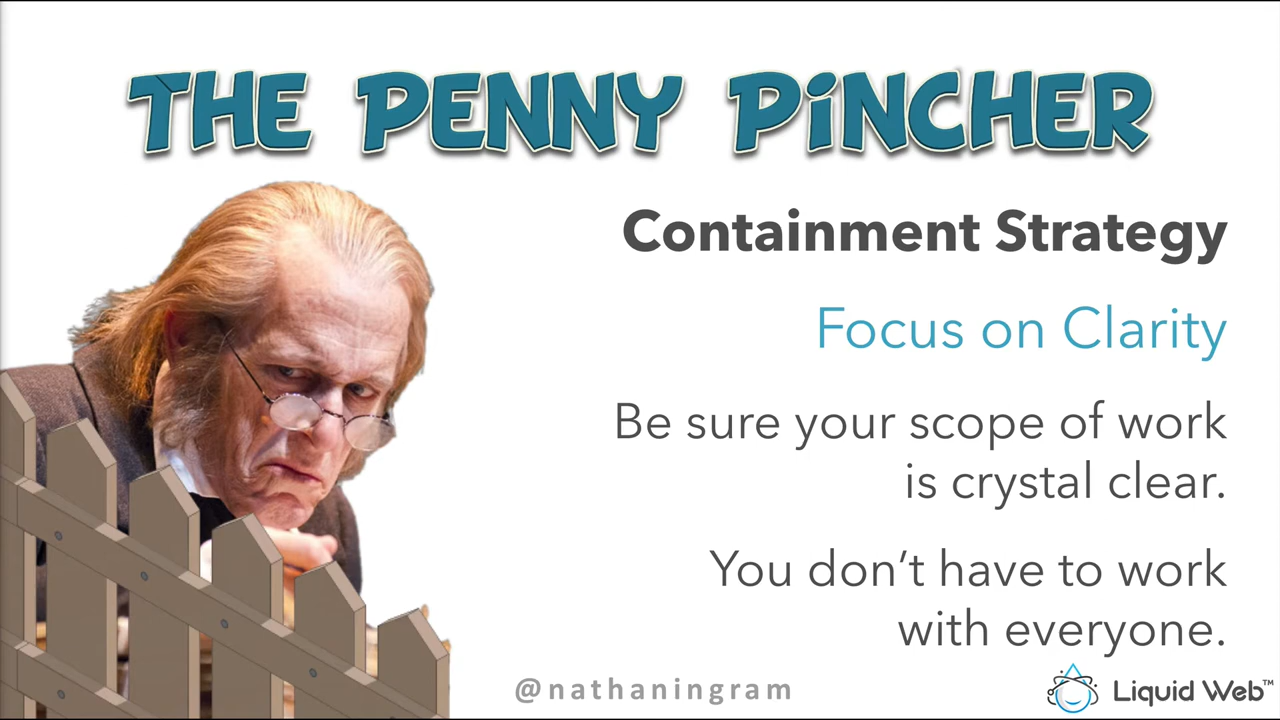 THE PENNY PiNCHER
Containment Strategy
Focus on Clarity
Be sure your scope of work
is crystal clear.
You don’t have to work
with everyone.
@nathaningram
Liquid Web™